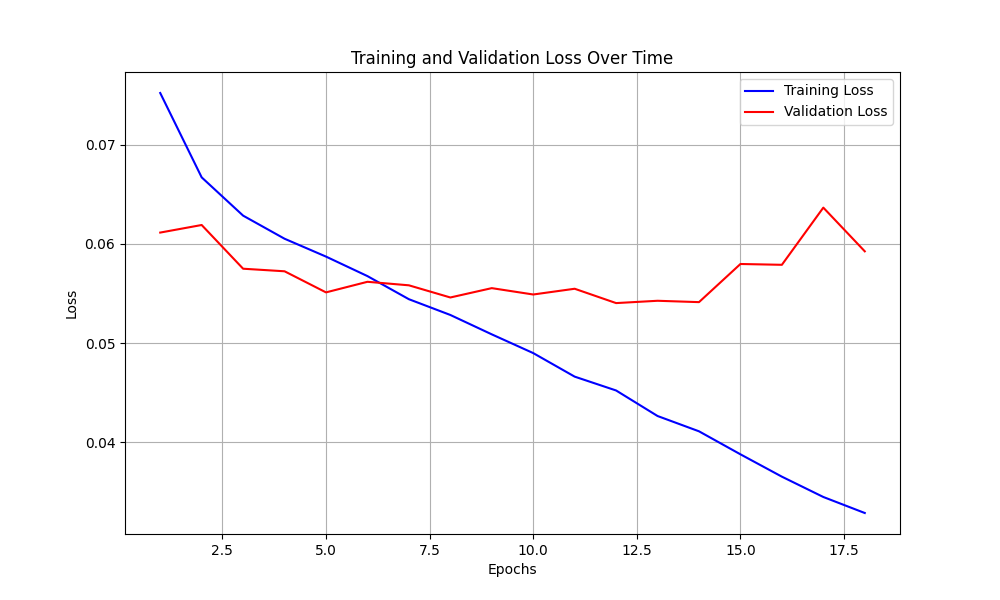 Training and Validation Loss Over Time
Training Loss
Validation Loss
0.07
0.06
0.05
0.04
Loss
2.5 5.0 7.5 10.0 12.5 15.0 17.5
Epochs